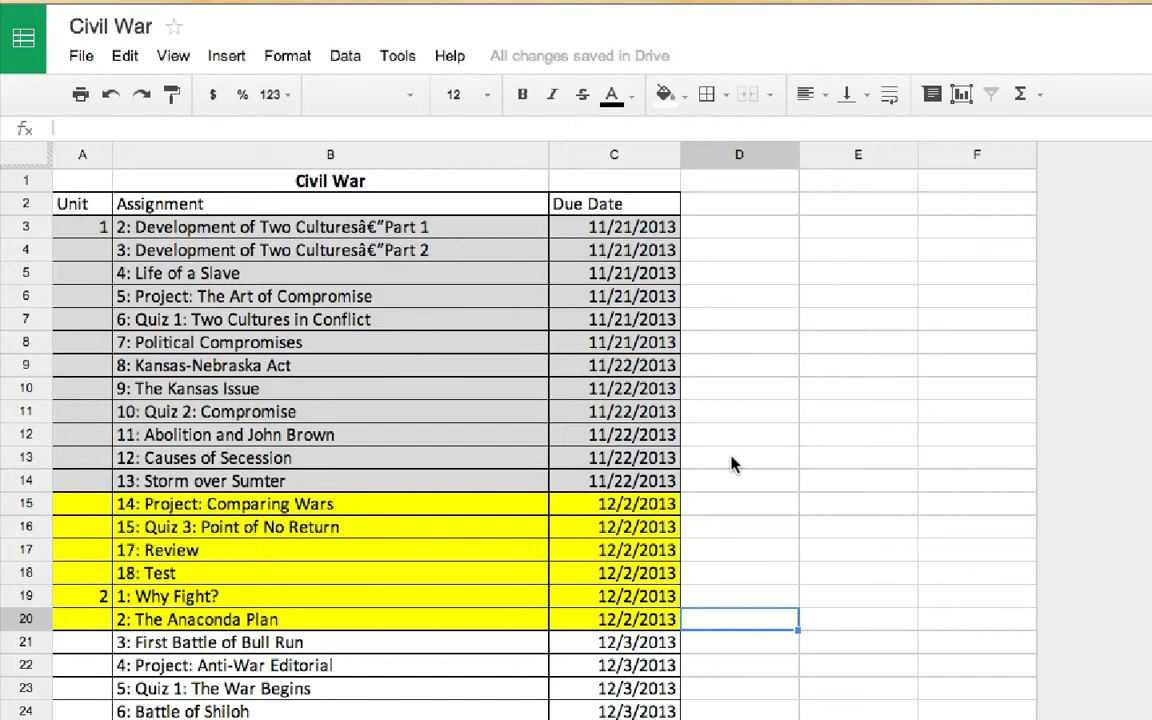 Civil War
File Edit View Insert Format Data Tools Help All changes saved in Drive
$ % 123 12 B I S A Σ
fx
A B C D E F
1 Civil War
2 Unit Assignment Due Date
3 1 2: Development of Two Culturesâ€”Part 1 11/21/2013
4 3: Development of Two Culturesâ€”Part 2 11/21/2013
5 4: Life of a Slave 11/21/2013
6 5: Project: The Art of Compromise 11/21/2013
7 6: Quiz 1: Two Cultures in Conflict 11/21/2013
8 7: Political Compromises 11/21/2013
9 8: Kansas-Nebraska Act 11/22/2013
10 9: The Kansas Issue 11/22/2013
11 10: Quiz 2: Compromise 11/22/2013
12 11: Abolition and John Brown 11/22/2013
13 12: Causes of Secession 11/22/2013
14 13: Storm over Sumter 11/22/2013
15 14: Project: Comparing Wars 12/2/2013
16 15: Quiz 3: Point of No Return 12/2/2013
17 17: Review 12/2/2013
18 18: Test 12/2/2013
19 2 1: Why Fight? 12/2/2013
20 2: The Anaconda Plan 12/2/2013
21 3: First Battle of Bull Run 12/3/2013
22 4: Project: Anti-War Editorial 12/3/2013
23 5: Quiz 1: The War Begins 12/3/2013
24 6: Battle of Shiloh 12/3/2013